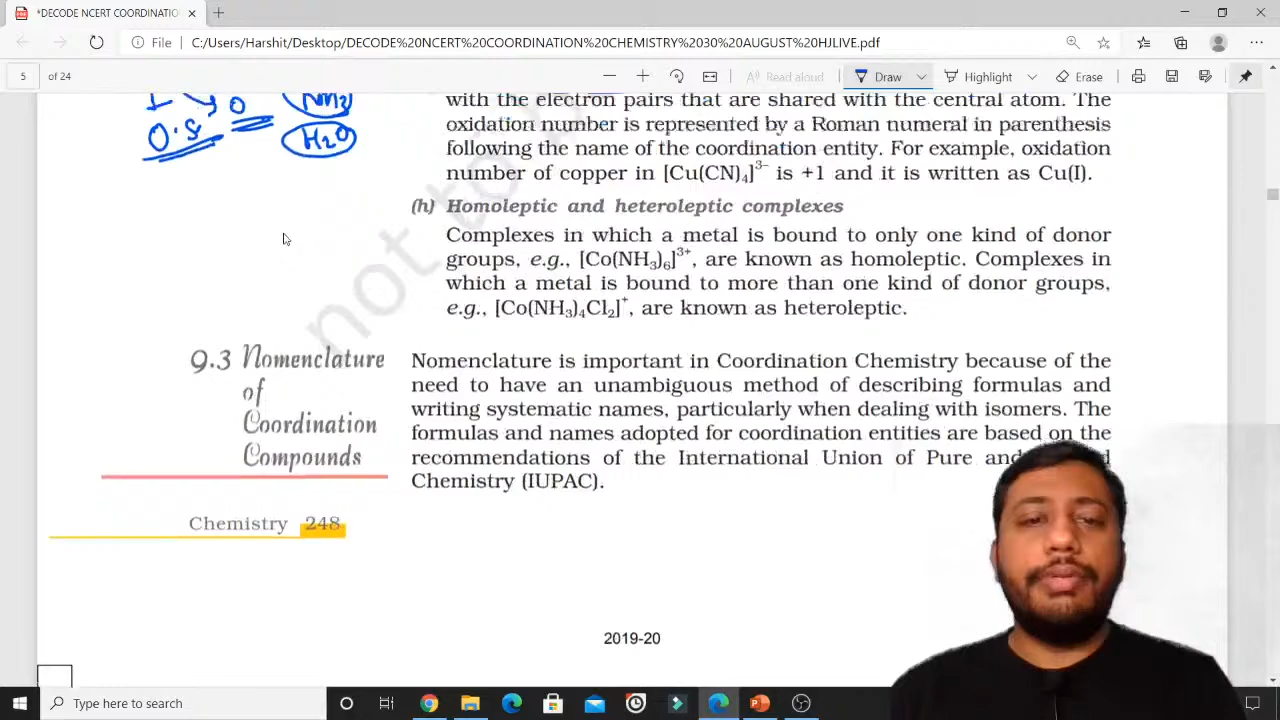 *DECODE NCERT COORDINATIO
File
C:/Users/Harshit/Desktop/DECODE%20NCERT%20COORDINATION%20CHEMISTRY%2030%20AUGUST%20HJLIVE.pdf
5 of 24
Read aloud
Draw
Highlight
Erase
O
NH3
O.S
H2O
with the electron pairs that are shared with the central atom. The
oxidation number is represented by a Roman numeral in parenthesis
following the name of the coordination entity. For example, oxidation
number of copper in [Cu(CN)₄]³⁻ is +1 and it is written as Cu(I).
(h) Homoleptic and heteroleptic complexes
Complexes in which a metal is bound to only one kind of donor
groups, e.g., [Co(NH₃)₆]³⁺, are known as homoleptic. Complexes in
which a metal is bound to more than one kind of donor groups,
e.g., [Co(NH₃)₄Cl₂]⁺, are known as heteroleptic.
not to
9.3 Nomenclature
of
Coordination
Compounds
Nomenclature is important in Coordination Chemistry because of the
need to have an unambiguous method of describing formulas and
writing systematic names, particularly when dealing with isomers. The
formulas and names adopted for coordination entities are based on the
recommendations of the International Union of Pure and
Chemistry (IUPAC).
Chemistry 248
2019-20
Type here to search